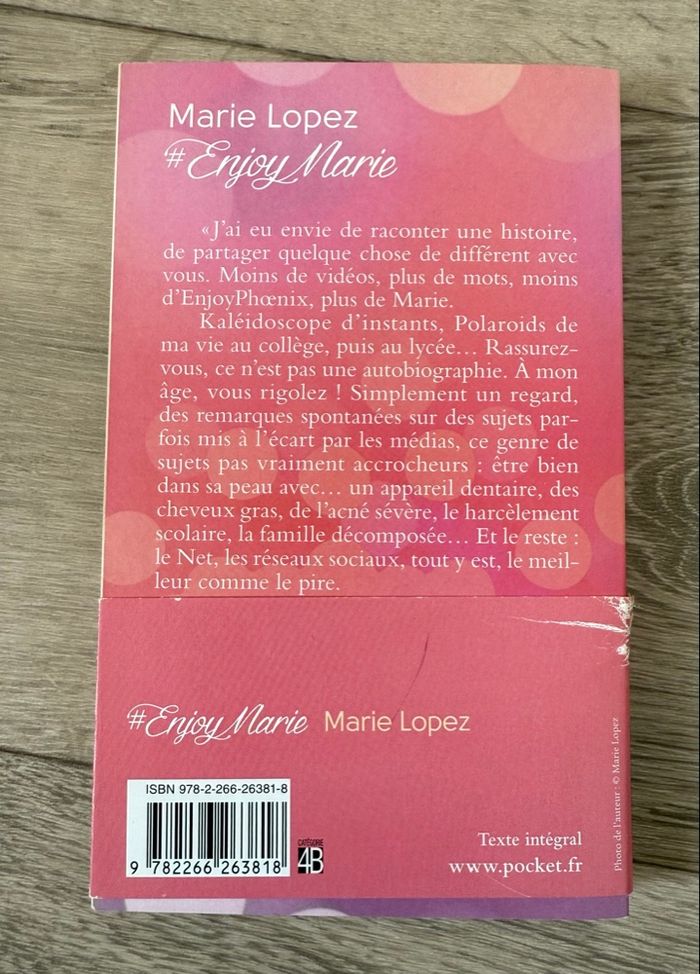 Marie Lopez
#EnjoyMarie
«J'ai eu envie de raconter une histoire,
de partager quelque chose de différent avec
vous. Moins de vidéos, plus de mots, moins
d'EnjoyPhœnix, plus de Marie.
Kaléidoscope d'instants, Polaroids de
ma vie au collège, puis au lycée… Rassurez-
vous, ce n'est pas une autobiographie. À mon
âge, vous rigolez ! Simplement un regard,
des remarques spontanées sur des sujets par-
fois mis à l'écart par les médias, ce genre de
sujets pas vraiment accrocheurs : être bien
dans sa peau avec… un appareil dentaire, des
cheveux gras, de l'acné sévère, le harcèlement
scolaire, la famille décomposée… Et le reste :
le Net, les réseaux sociaux, tout y est, le meil-
leur comme le pire.
#EnjoyMarie Marie Lopez
ISBN 978-2-266-26381-8
9 782266 263818
CATÉGORIE
4B
Texte intégral
www.pocket.fr
Photo de l'auteur : © Marie Lopez